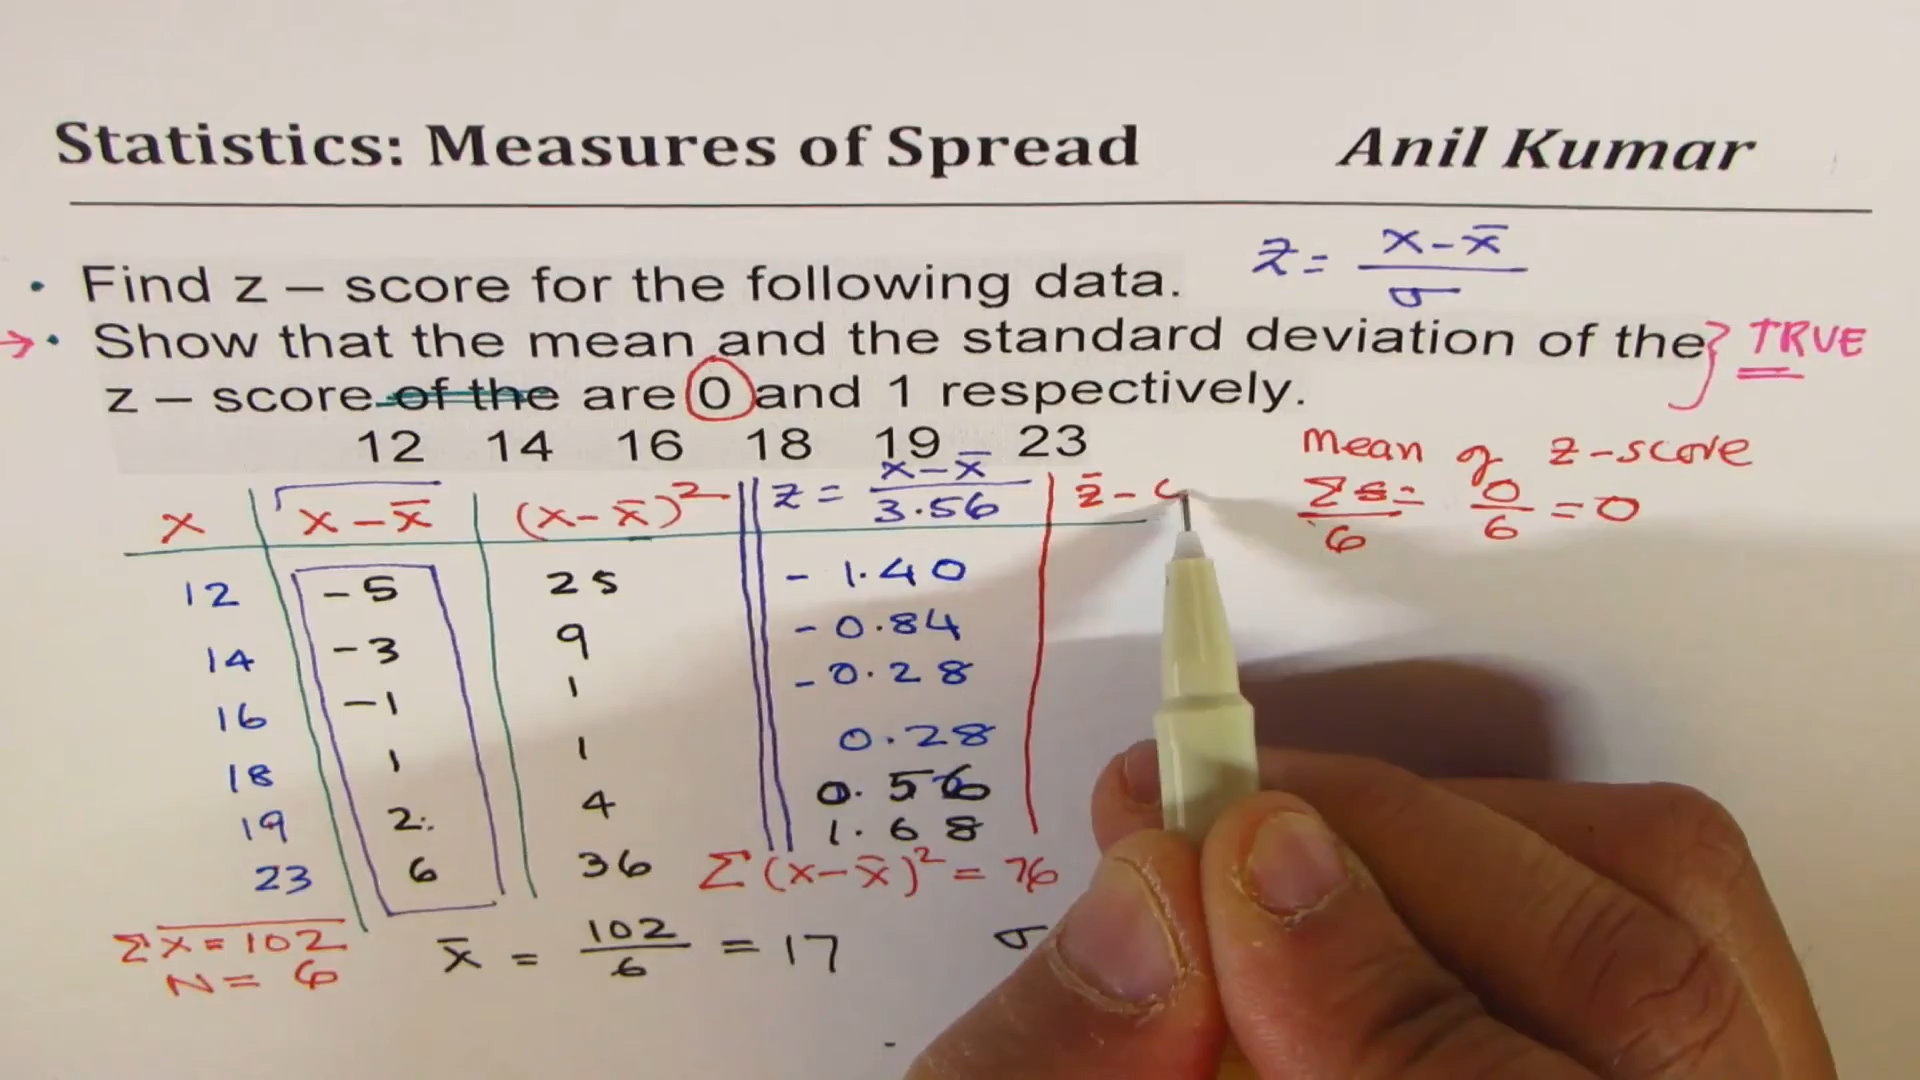 Statistics: Measures of Spread Anil Kumar
• Find z – score for the following data. z = x - x̄ / σ
→ • Show that the mean and the standard deviation of the } TRUE
z – score of the are 0 and 1 respectively.
12 14 16 18 19 23
mean of z-score
x | x - x̄ | (x - x̄)² | z = x - x̄ / 3.56 | z̄ -
Σz / 6 = 0/6 = 0
12 -5 25 -1.40
14 -3 9 -0.84
16 -1 1 -0.28
18 1 1 0.28
19 2 4 0.56
23 6 36 1.68
Σ(x - x̄)² = 76
Σx = 102
N = 6
x̄ = 102/6 = 17 σ